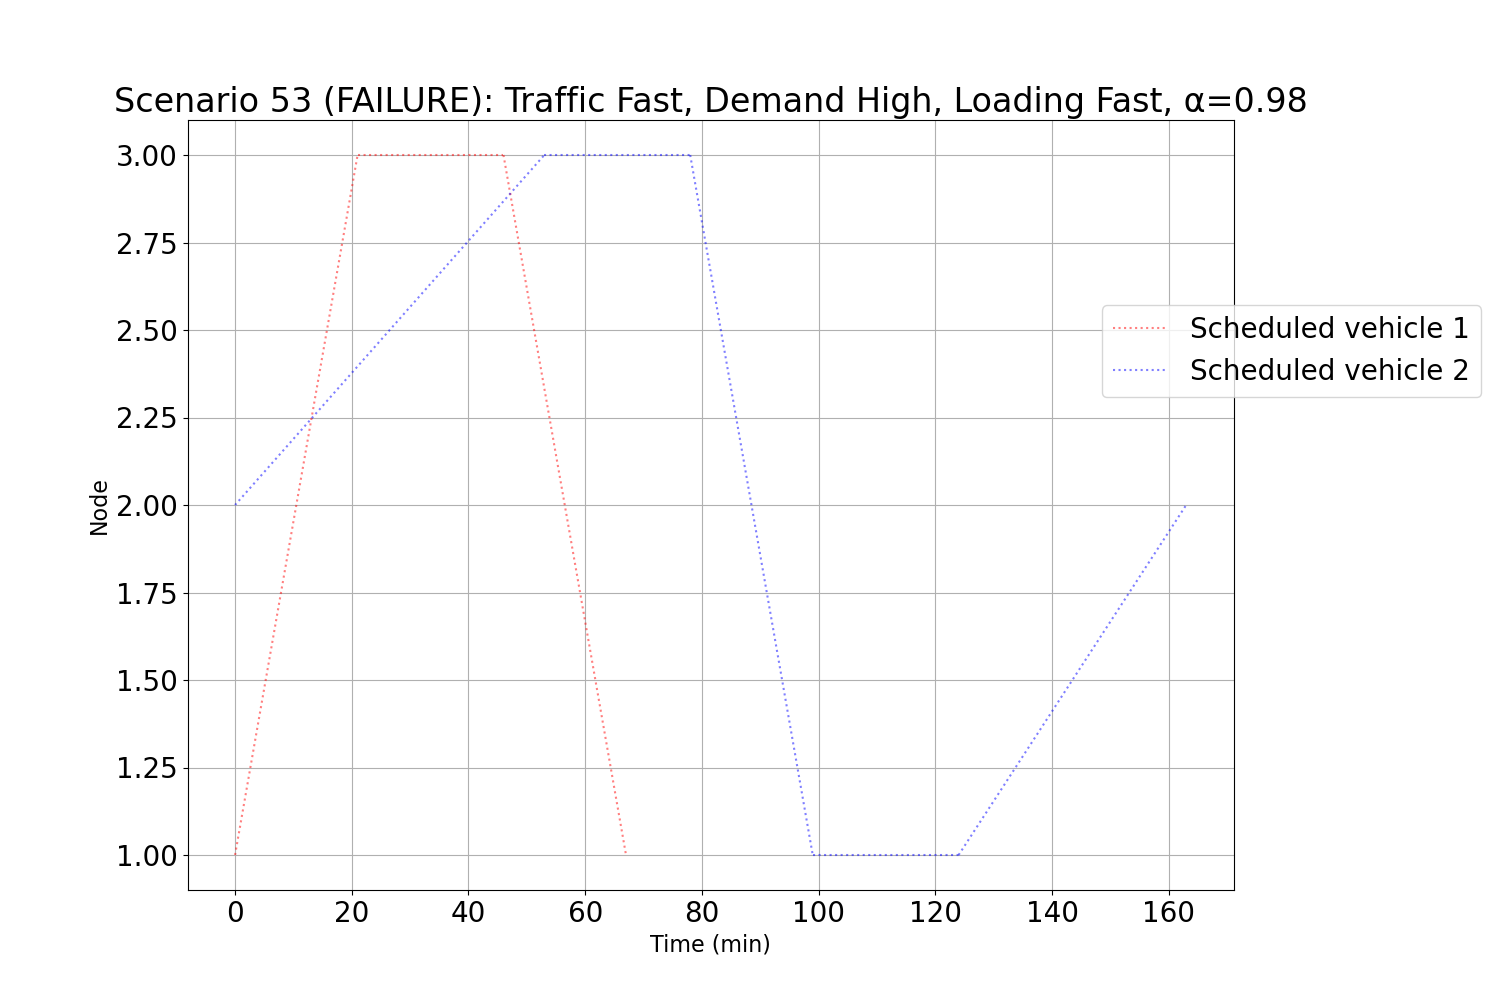 Scenario 53 (FAILURE): Traffic Fast, Demand High, Loading Fast, α=0.98
3.00
2.75
2.50
2.25
2.00
1.75
1.50
1.25
1.00
Node
Scheduled vehicle 1
Scheduled vehicle 2
0 20 40 60 80 100 120 140 160
Time (min)